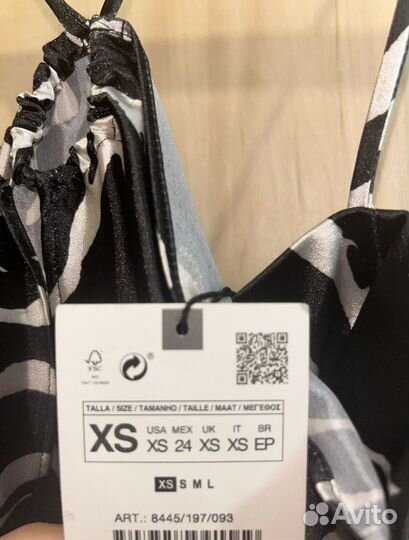 FSC
TALLA / SIZE / TAMANHO / TAILLE / MAAT / ΜΕΓΕΘΟΣ
XS
USA MEX UK IT BR
XS 24 XS XS EP
XS S M L
ART.: 8445/197/093
Avito